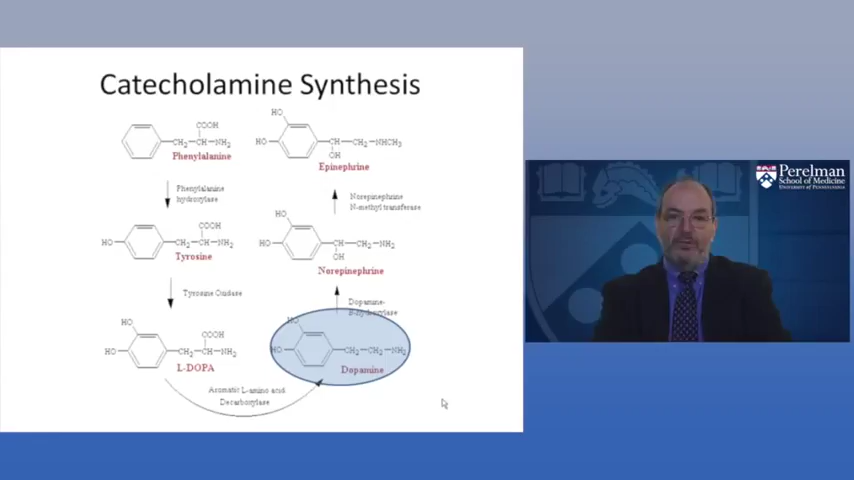 Catecholamine Synthesis
COOH
CH₂—CH—NH₂
Phenylalanine
Phenylalanine
hydroxylase
COOH
HO
CH₂—CH—NH₂
Tyrosine
Tyrosine Oxidase
HO
COOH
HO
CH₂—CH—NH₂
L-DOPA
Aromatic L-amino acid
Decarboxylase
HO
HO
CH—CH₂—NHCH₃
OH
Epinephrine
Norepinephrine
N-methyl transferase
HO
HO
CH—CH₂—NH₂
OH
Norepinephrine
Dopamine-
B-hydroxylase
HO
HO
CH₂—CH₂—NH₂
Dopamine
Perelman
School of Medicine
University of Pennsylvania